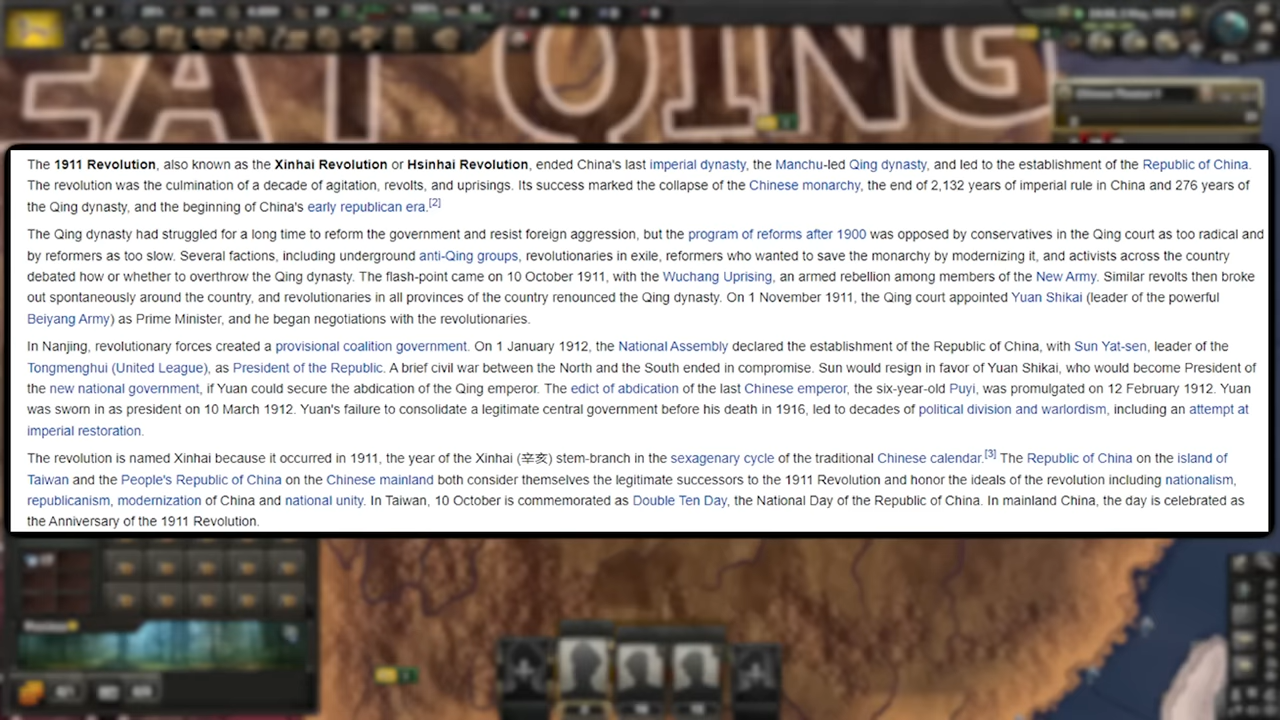 EAT QING
The 1911 Revolution, also known as the Xinhai Revolution or Hsinhai Revolution, ended China's last imperial dynasty, the Manchu-led Qing dynasty, and led to the establishment of the Republic of China.
The revolution was the culmination of a decade of agitation, revolts, and uprisings. Its success marked the collapse of the Chinese monarchy, the end of 2,132 years of imperial rule in China and 276 years of
the Qing dynasty, and the beginning of China's early republican era.[2]
The Qing dynasty had struggled for a long time to reform the government and resist foreign aggression, but the program of reforms after 1900 was opposed by conservatives in the Qing court as too radical and
by reformers as too slow. Several factions, including underground anti-Qing groups, revolutionaries in exile, reformers who wanted to save the monarchy by modernizing it, and activists across the country
debated how or whether to overthrow the Qing dynasty. The flash-point came on 10 October 1911, with the Wuchang Uprising, an armed rebellion among members of the New Army. Similar revolts then broke
out spontaneously around the country, and revolutionaries in all provinces of the country renounced the Qing dynasty. On 1 November 1911, the Qing court appointed Yuan Shikai (leader of the powerful
Beiyang Army) as Prime Minister, and he began negotiations with the revolutionaries.
In Nanjing, revolutionary forces created a provisional coalition government. On 1 January 1912, the National Assembly declared the establishment of the Republic of China, with Sun Yat-sen, leader of the
Tongmenghui (United League), as President of the Republic. A brief civil war between the North and the South ended in compromise. Sun would resign in favor of Yuan Shikai, who would become President of
the new national government, if Yuan could secure the abdication of the Qing emperor. The edict of abdication of the last Chinese emperor, the six-year-old Puyi, was promulgated on 12 February 1912. Yuan
was sworn in as president on 10 March 1912. Yuan's failure to consolidate a legitimate central government before his death in 1916, led to decades of political division and warlordism, including an attempt at
imperial restoration.
The revolution is named Xinhai because it occurred in 1911, the year of the Xinhai (辛亥) stem-branch in the sexagenary cycle of the traditional Chinese calendar.[3] The Republic of China on the island of
Taiwan and the People's Republic of China on the Chinese mainland both consider themselves the legitimate successors to the 1911 Revolution and honor the ideals of the revolution including nationalism,
republicanism, modernization of China and national unity. In Taiwan, 10 October is commemorated as Double Ten Day, the National Day of the Republic of China. In mainland China, the day is celebrated as
the Anniversary of the 1911 Revolution.